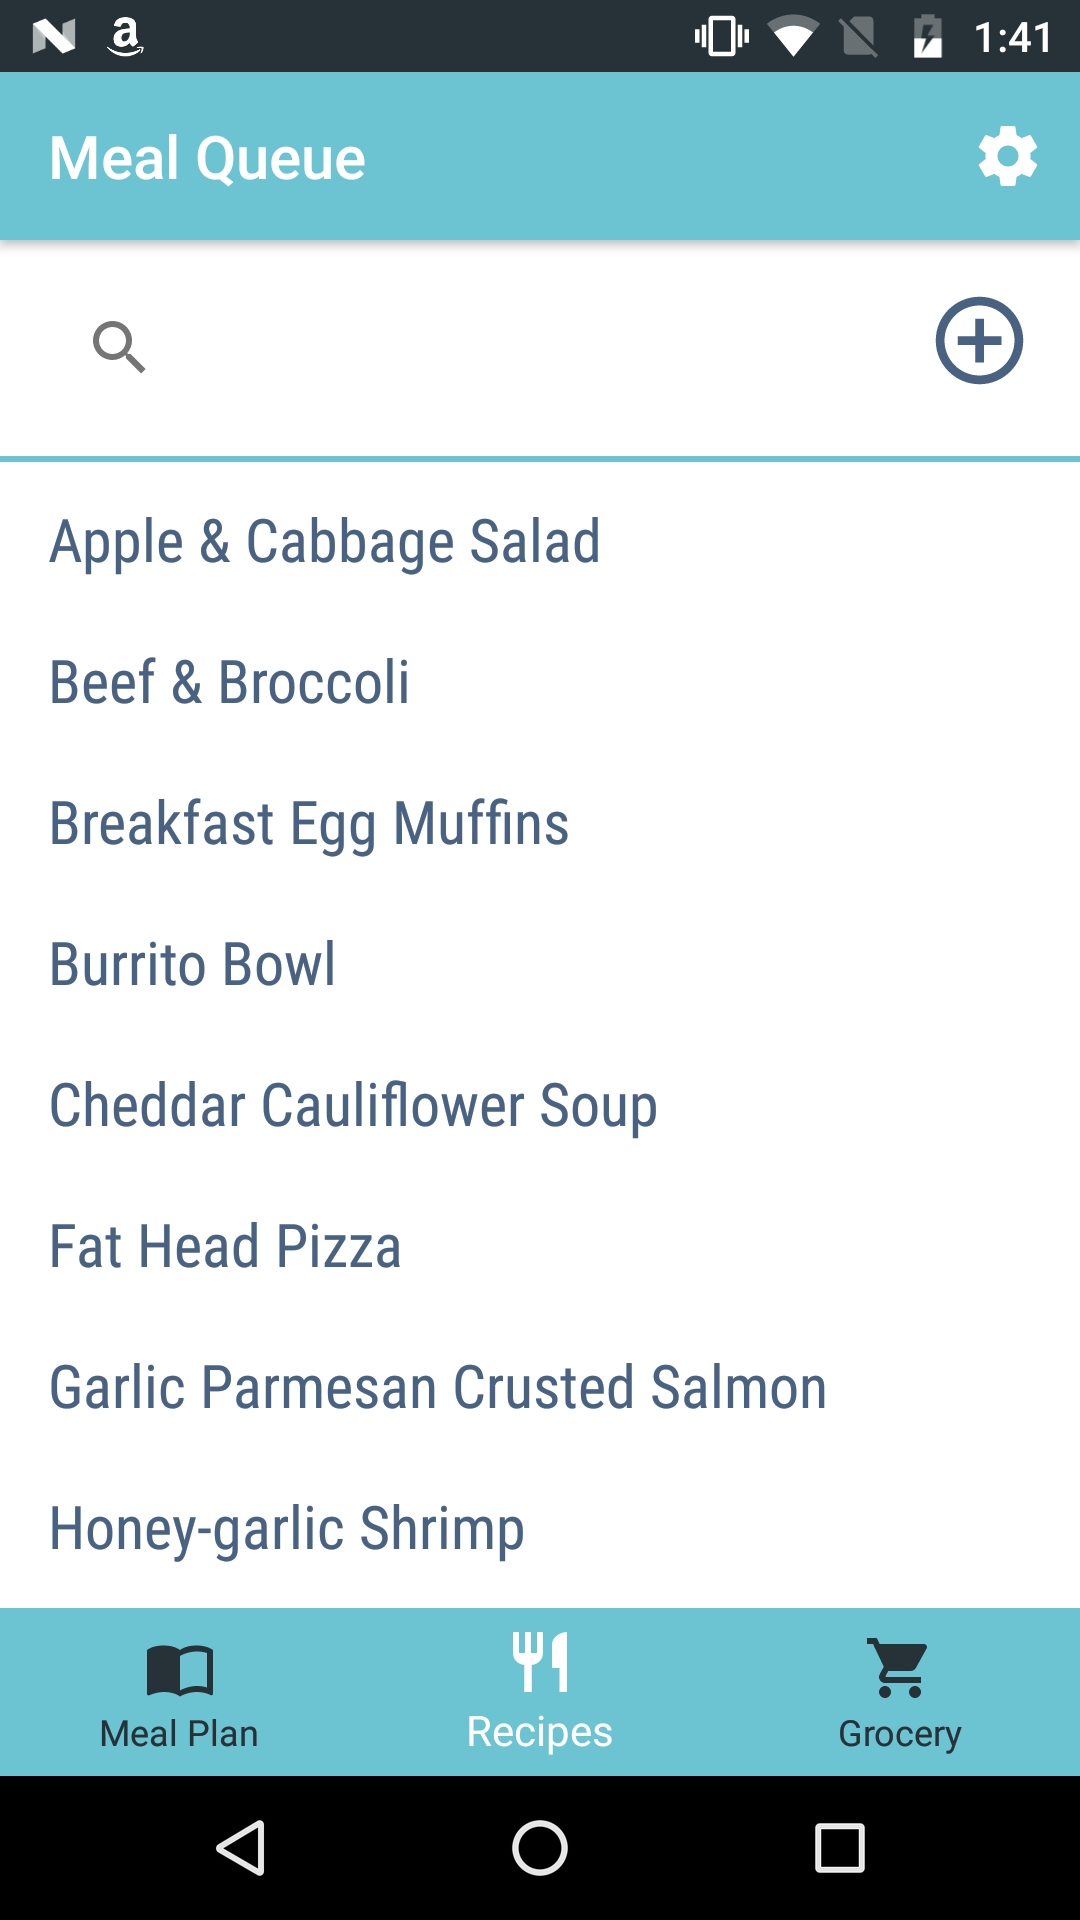 1:41
Meal Queue
Apple & Cabbage Salad
Beef & Broccoli
Breakfast Egg Muffins
Burrito Bowl
Cheddar Cauliflower Soup
Fat Head Pizza
Garlic Parmesan Crusted Salmon
Honey-garlic Shrimp
Meal Plan
Recipes
Grocery